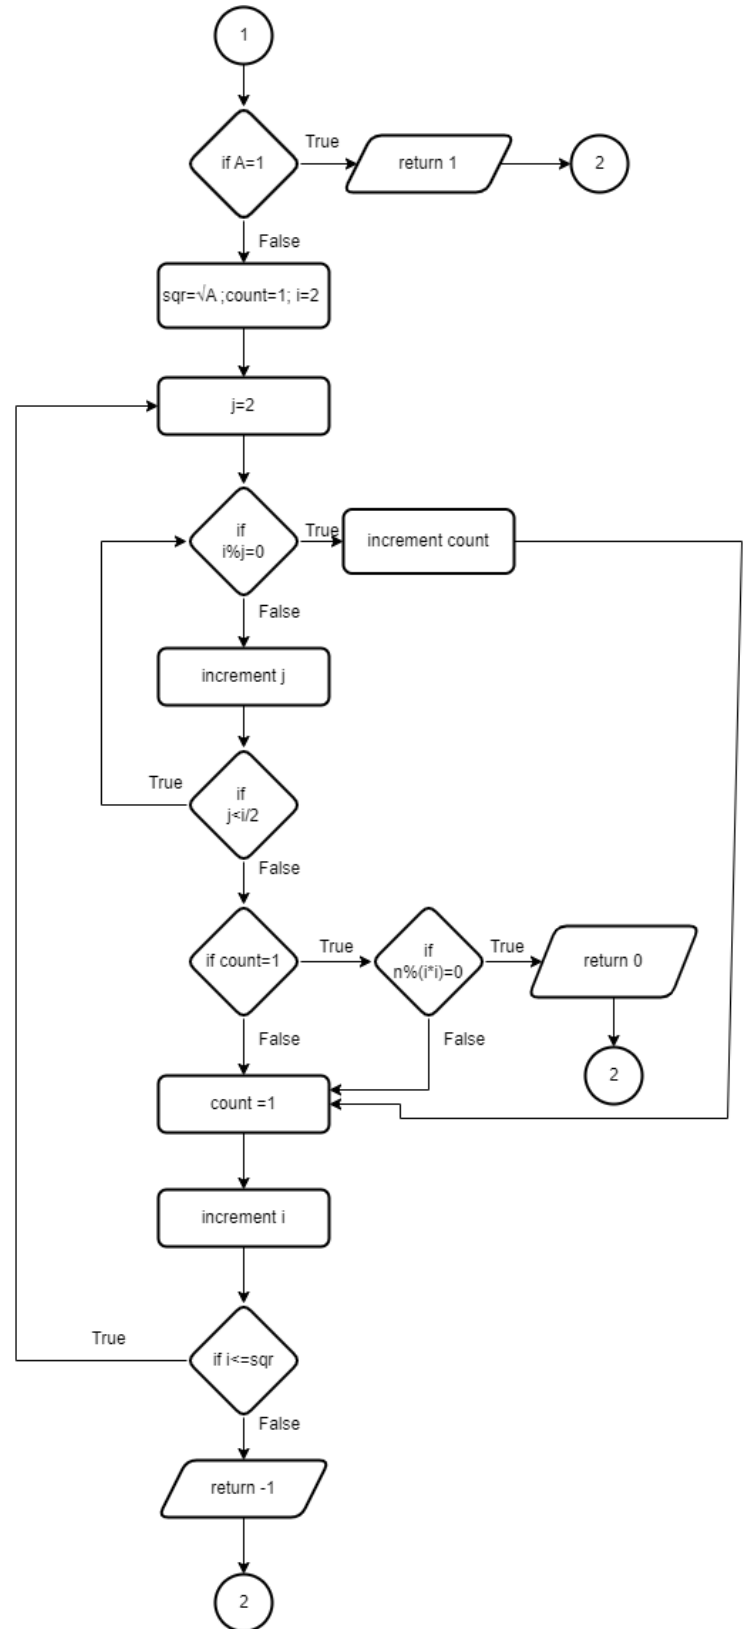 1
if A=1
True
return 1
2
False
sqr=√A ;count=1; i=2
j=2
if
i%j=0
True
increment count
False
increment j
if
j<i/2
True
False
if count=1
True
if
n%(i*i)=0
True
return 0
2
False
False
count =1
increment i
if i<=sqr
True
False
return -1
2